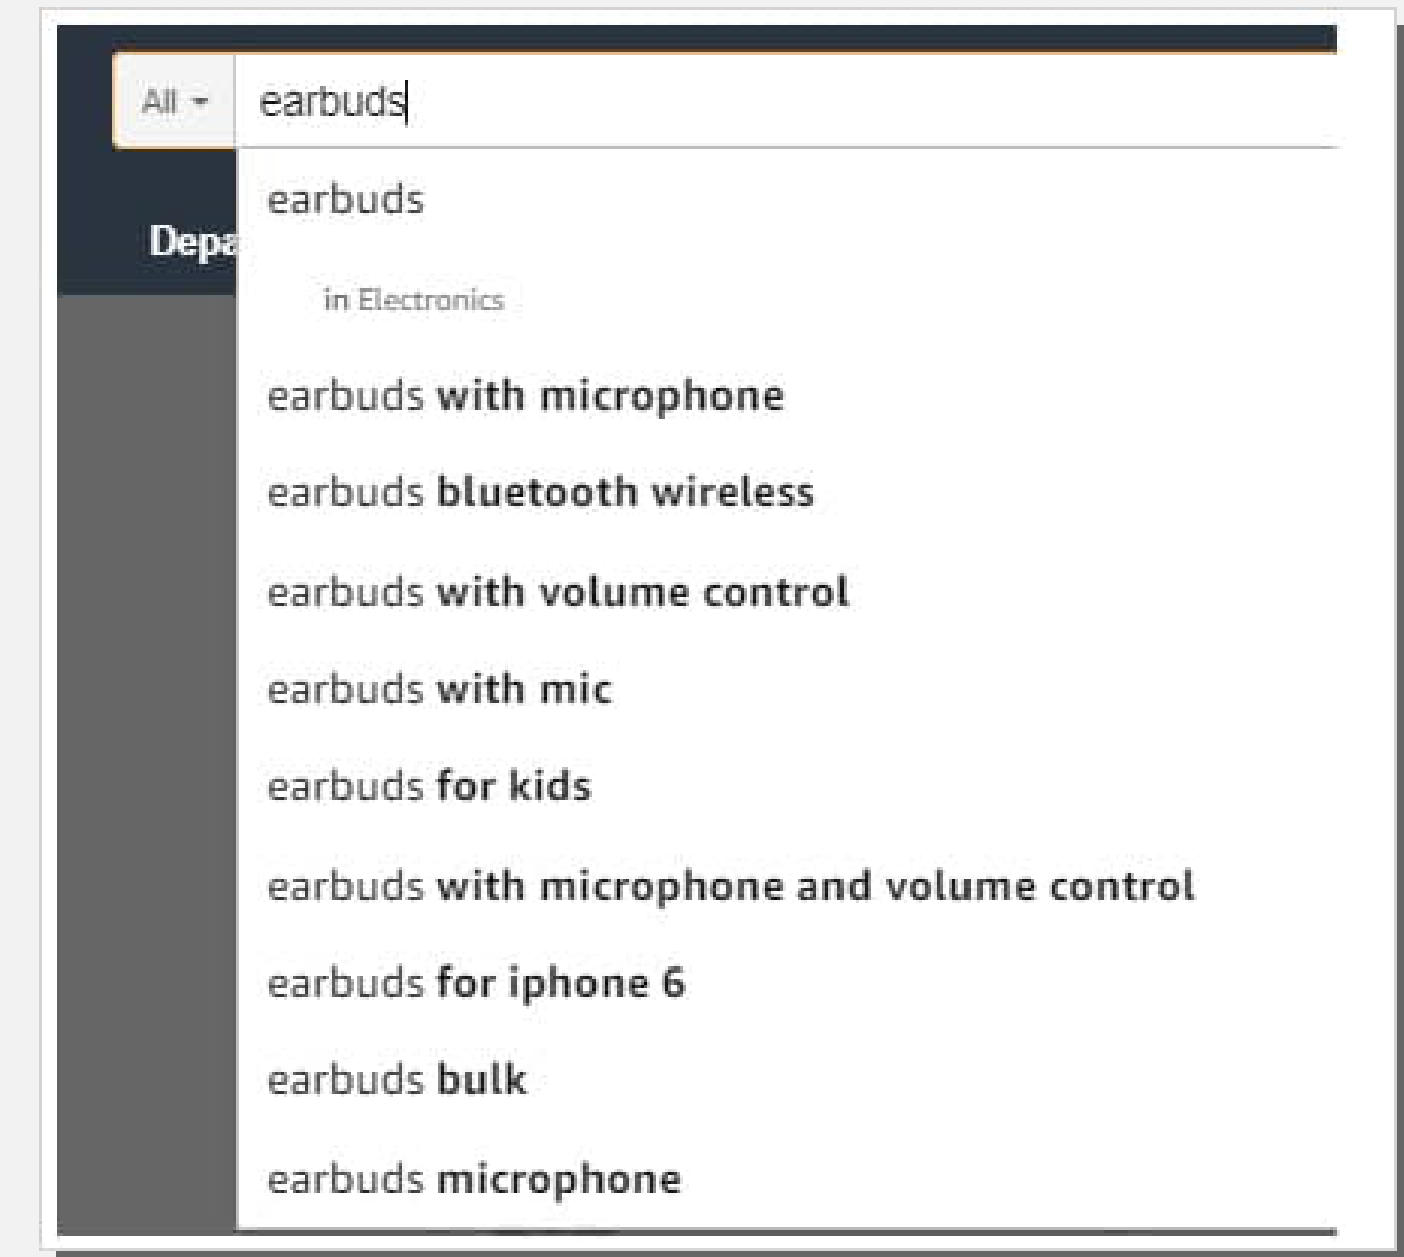 All
earbuds
earbuds
Depa
in Electronics
earbuds with microphone
earbuds bluetooth wireless
earbuds with volume control
earbuds with mic
earbuds for kids
earbuds with microphone and volume control
earbuds for iphone 6
earbuds bulk
earbuds microphone